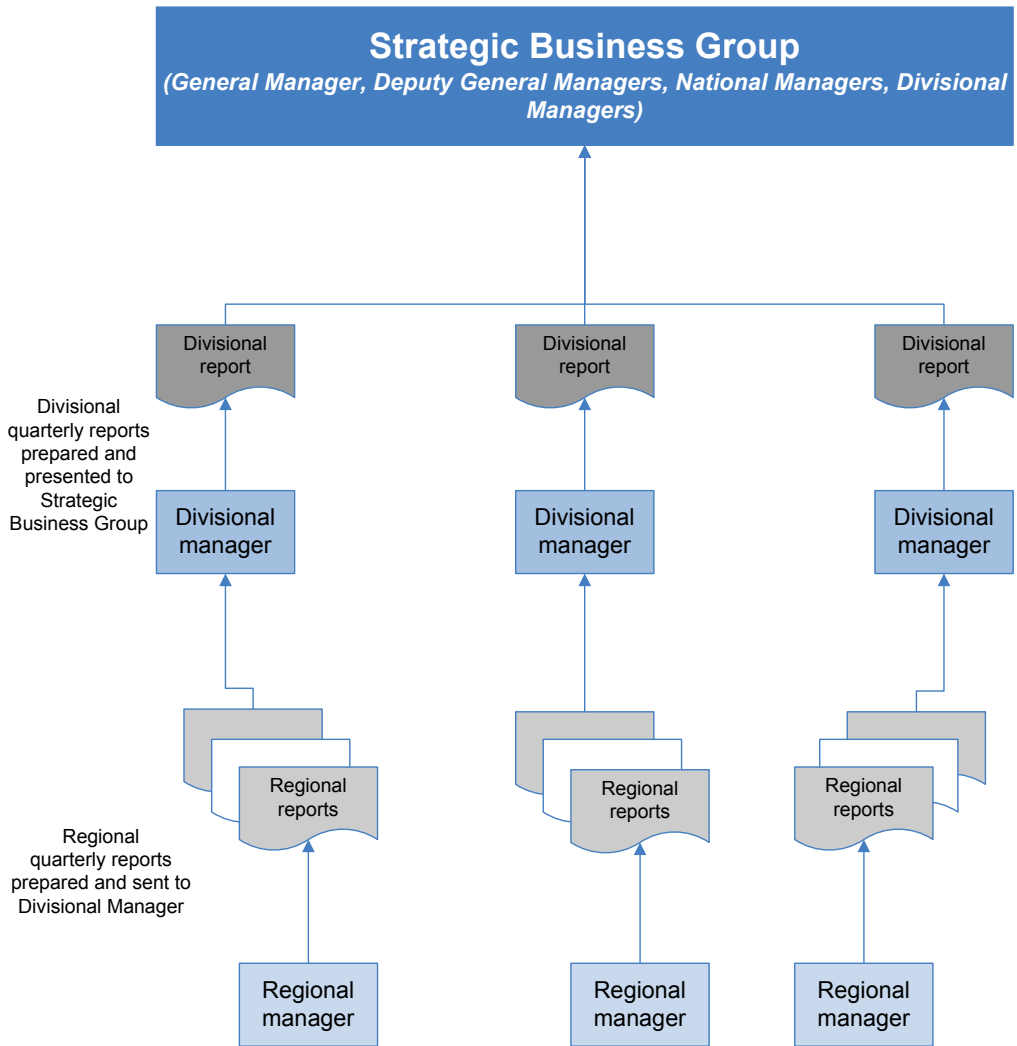 Strategic Business Group
(General Manager, Deputy General Managers, National Managers, Divisional
Managers)
Divisional
report
Divisional
report
Divisional
report
Divisional
quarterly reports
prepared and
presented to
Strategic
Business Group
Divisional
manager
Divisional
manager
Divisional
manager
Regional
reports
Regional
reports
Regional
reports
Regional
quarterly reports
prepared and sent to
Divisional Manager
Regional
manager
Regional
manager
Regional
manager